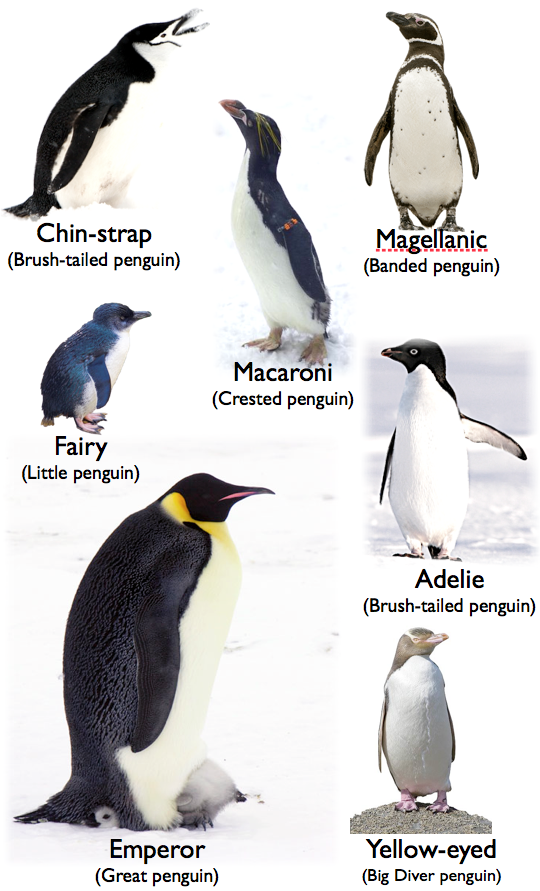 Chin-strap
(Brush-tailed penguin)
Magellanic
(Banded penguin)
Macaroni
(Crested penguin)
Fairy
(Little penguin)
Adelie
(Brush-tailed penguin)
Emperor
(Great penguin)
Yellow-eyed
(Big Diver penguin)